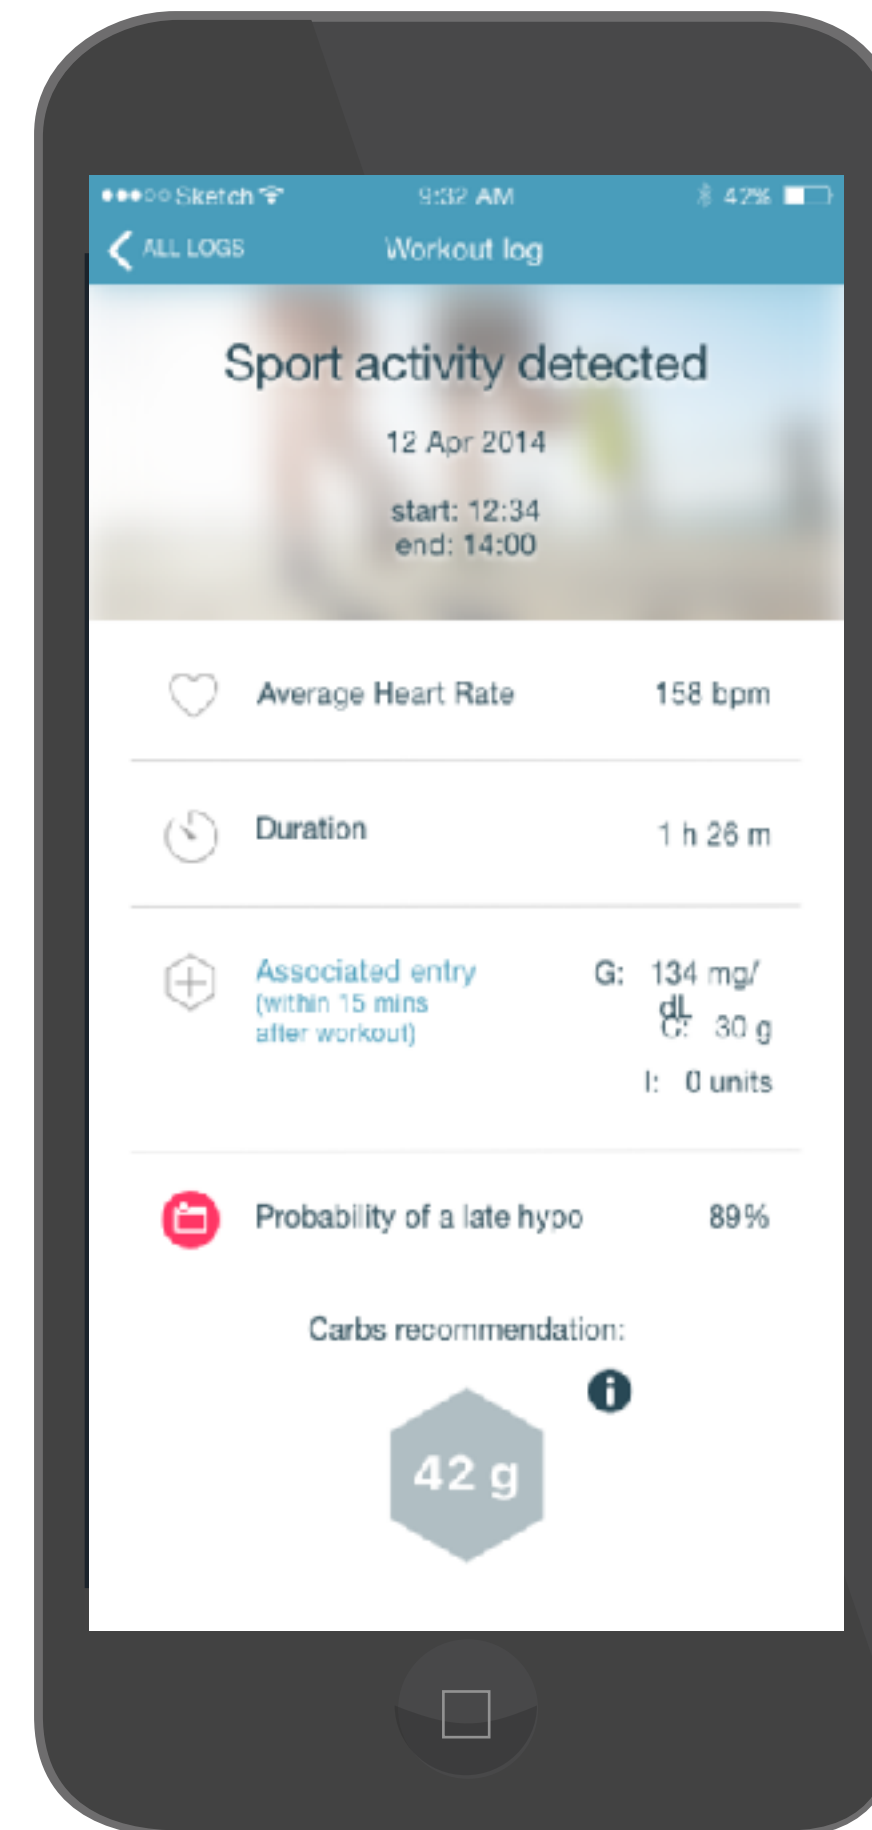 Sketch 9:32 AM 42%
ALL LOGS Workout log
Sport activity detected
12 Apr 2014
start: 12:34
end: 14:00
Average Heart Rate 158 bpm
Duration 1 h 26 m
Associated entry G: 134 mg/
dL
(within 15 mins
after workout)
C: 30 g
I: 0 units
Probability of a late hypo 89%
Carbs recommendation:
i
42 g